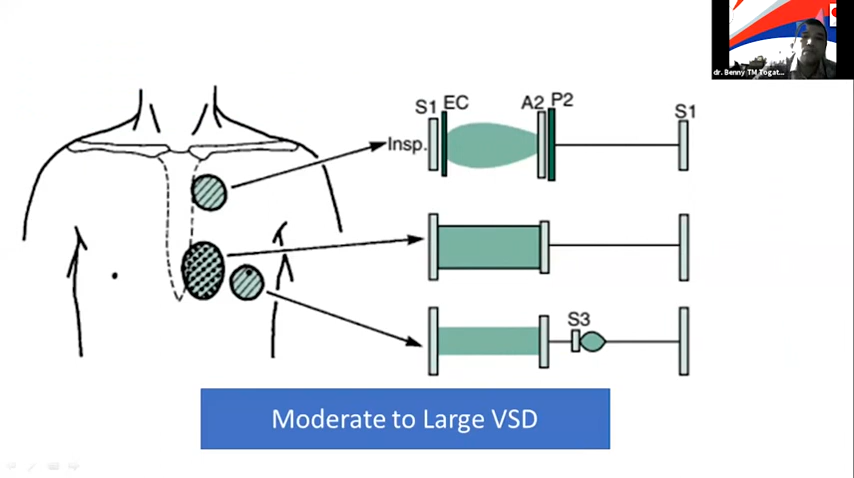 dr. Benny TM Togat...
S1 EC A2 P2 S1
Insp.
S3
Moderate to Large VSD